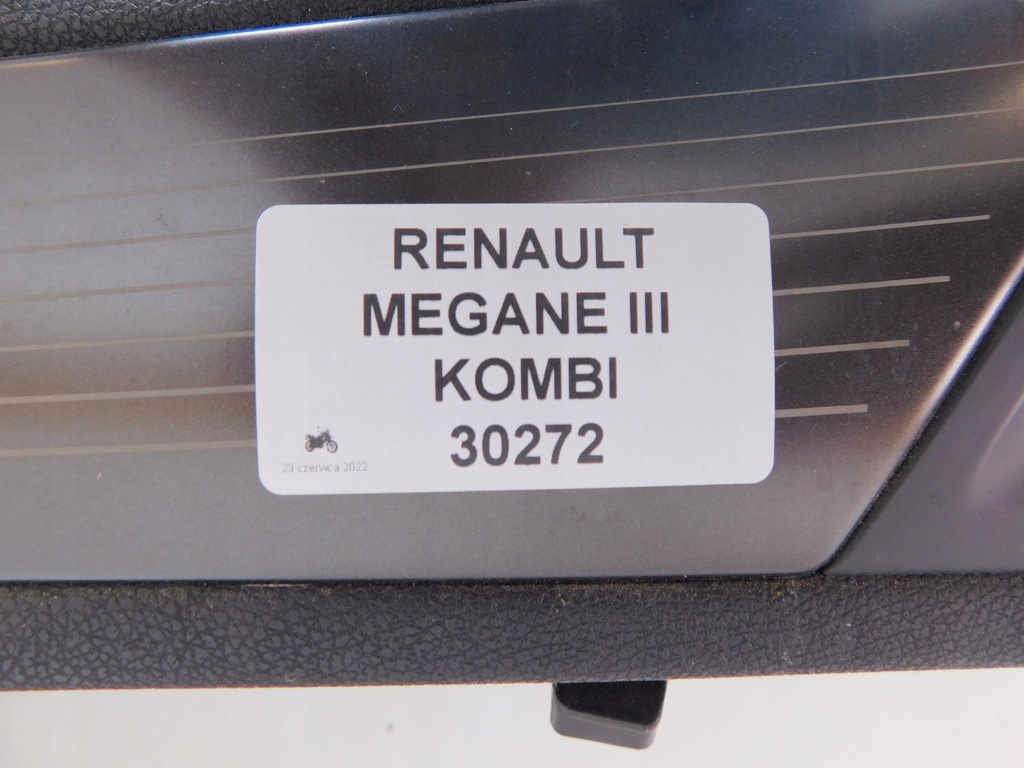 RENAULT
MEGANE III
KOMBI
30272
23 czerwca 2022